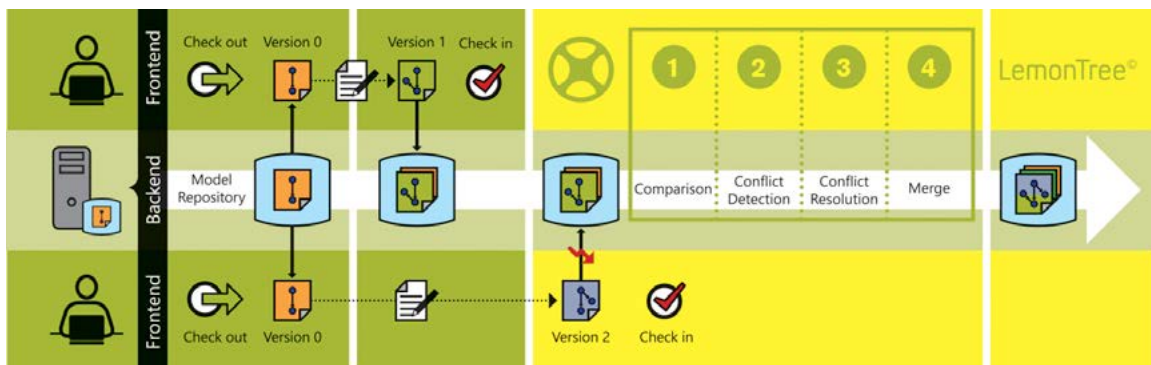 Frontend
Check out
Version 0
Version 1
Check in
1
2
3
4
LemonTree©
Backend
Model
Repository
Comparison
Conflict
Detection
Conflict
Resolution
Merge
Frontend
Check out
Version 0
Version 2
Check in